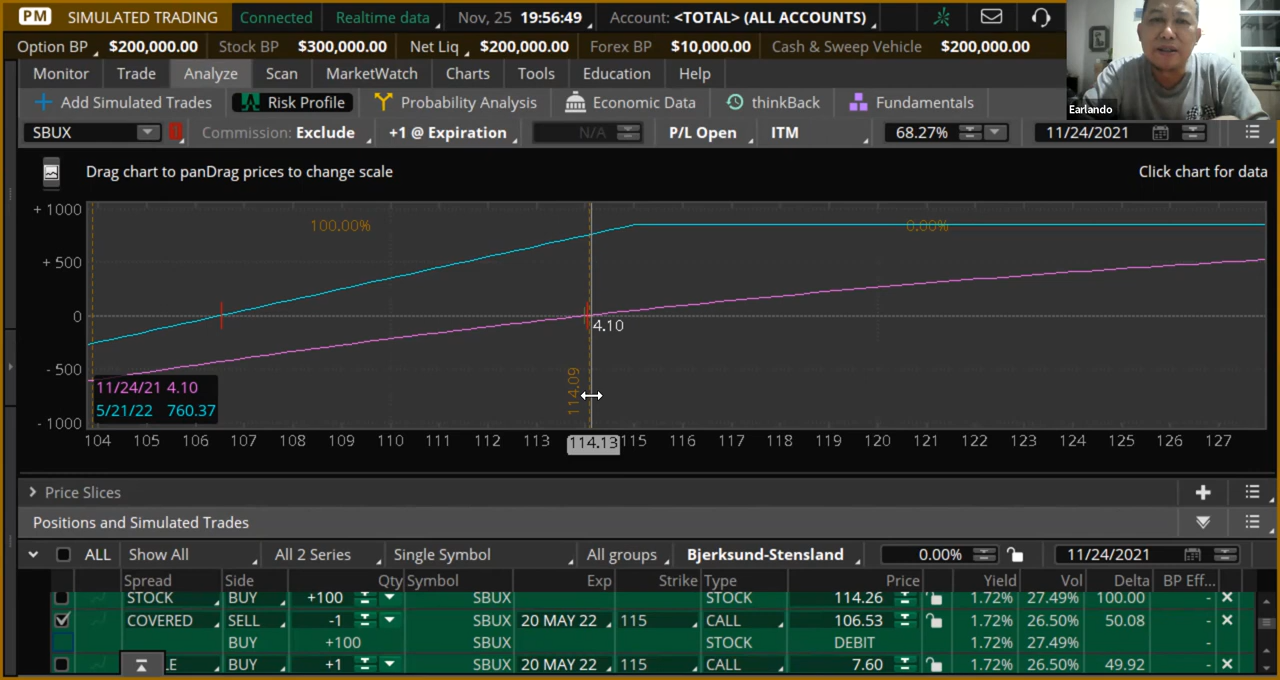 PM SIMULATED TRADING Connected Realtime data Nov, 25 19:56:49 Account: <TOTAL> (ALL ACCOUNTS)
Option BP $200,000.00 Stock BP $300,000.00 Net Liq $200,000.00 Forex BP $10,000.00 Cash & Sweep Vehicle $200,000.00
Monitor Trade Analyze Scan MarketWatch Charts Tools Education Help
Add Simulated Trades Risk Profile Probability Analysis Economic Data thinkBack Fundamentals
Earlando
SBUX Commission: Exclude +1 @ Expiration N/A P/L Open ITM 68.27% 11/24/2021
Drag chart to panDrag prices to change scale Click chart for data
+ 1000 100.00% 0.00%
+ 500
0
4.10
- 500
114.09
11/24/21 4.10
5/21/22 760.37
- 1000
104 105 106 107 108 109 110 111 112 113 114.13 115 116 117 118 119 120 121 122 123 124 125 126 127
Price Slices
Positions and Simulated Trades
ALL Show All All 2 Series Single Symbol All groups Bjerksund-Stensland 0.00% 11/24/2021
Spread Side Qty Symbol Exp Strike Type Price Yield Vol Delta BP Eff...
STOCK BUY +100 SBUX STOCK 114.26 1.72% 27.49% 100.00 -
COVERED SELL -1 SBUX 20 MAY 22 115 CALL 106.53 1.72% 26.50% 50.08 -
BUY +100 SBUX STOCK DEBIT 1.72% 27.49%
.E BUY +1 SBUX 20 MAY 22 115 CALL 7.60 1.72% 26.50% 49.92 -